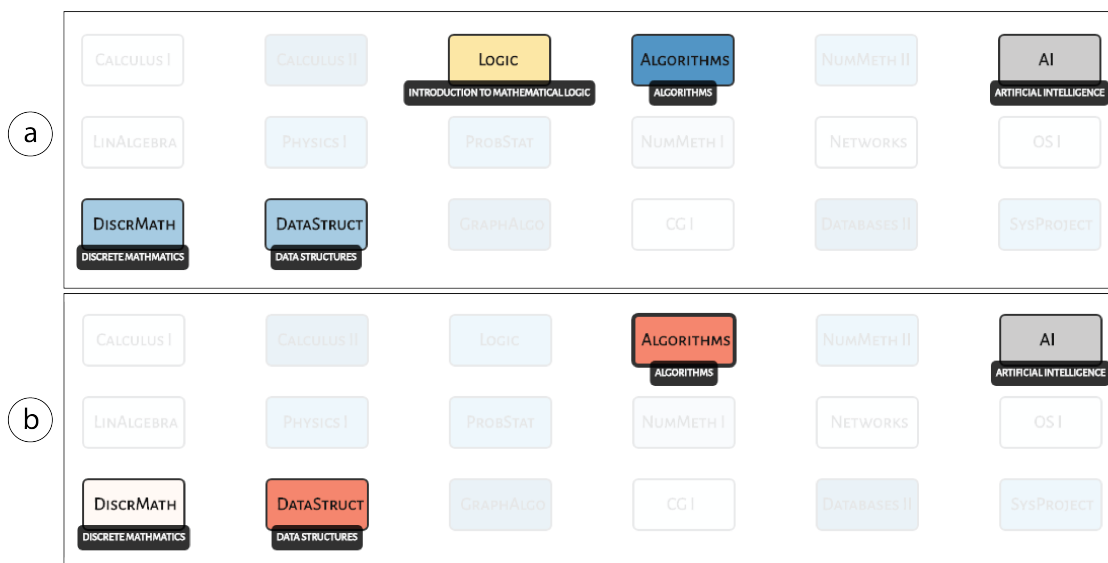 a
Calculus I
Calculus II
Logic
Algorithms
NumMeth II
AI
INTRODUCTION TO MATHEMATICAL LOGIC
ALGORITHMS
ARTIFICIAL INTELLIGENCE
LinAlgebra
Physics I
ProbStat
NumMeth I
Networks
OS I
DiscrMath
DataStruct
GraphAlgo
CG I
Databases II
SysProject
DISCRETE MATHMATICS
DATA STRUCTURES
b
Calculus I
Calculus II
Logic
Algorithms
NumMeth II
AI
ALGORITHMS
ARTIFICIAL INTELLIGENCE
LinAlgebra
Physics I
ProbStat
NumMeth I
Networks
OS I
DiscrMath
DataStruct
GraphAlgo
CG I
Databases II
SysProject
DISCRETE MATHMATICS
DATA STRUCTURES